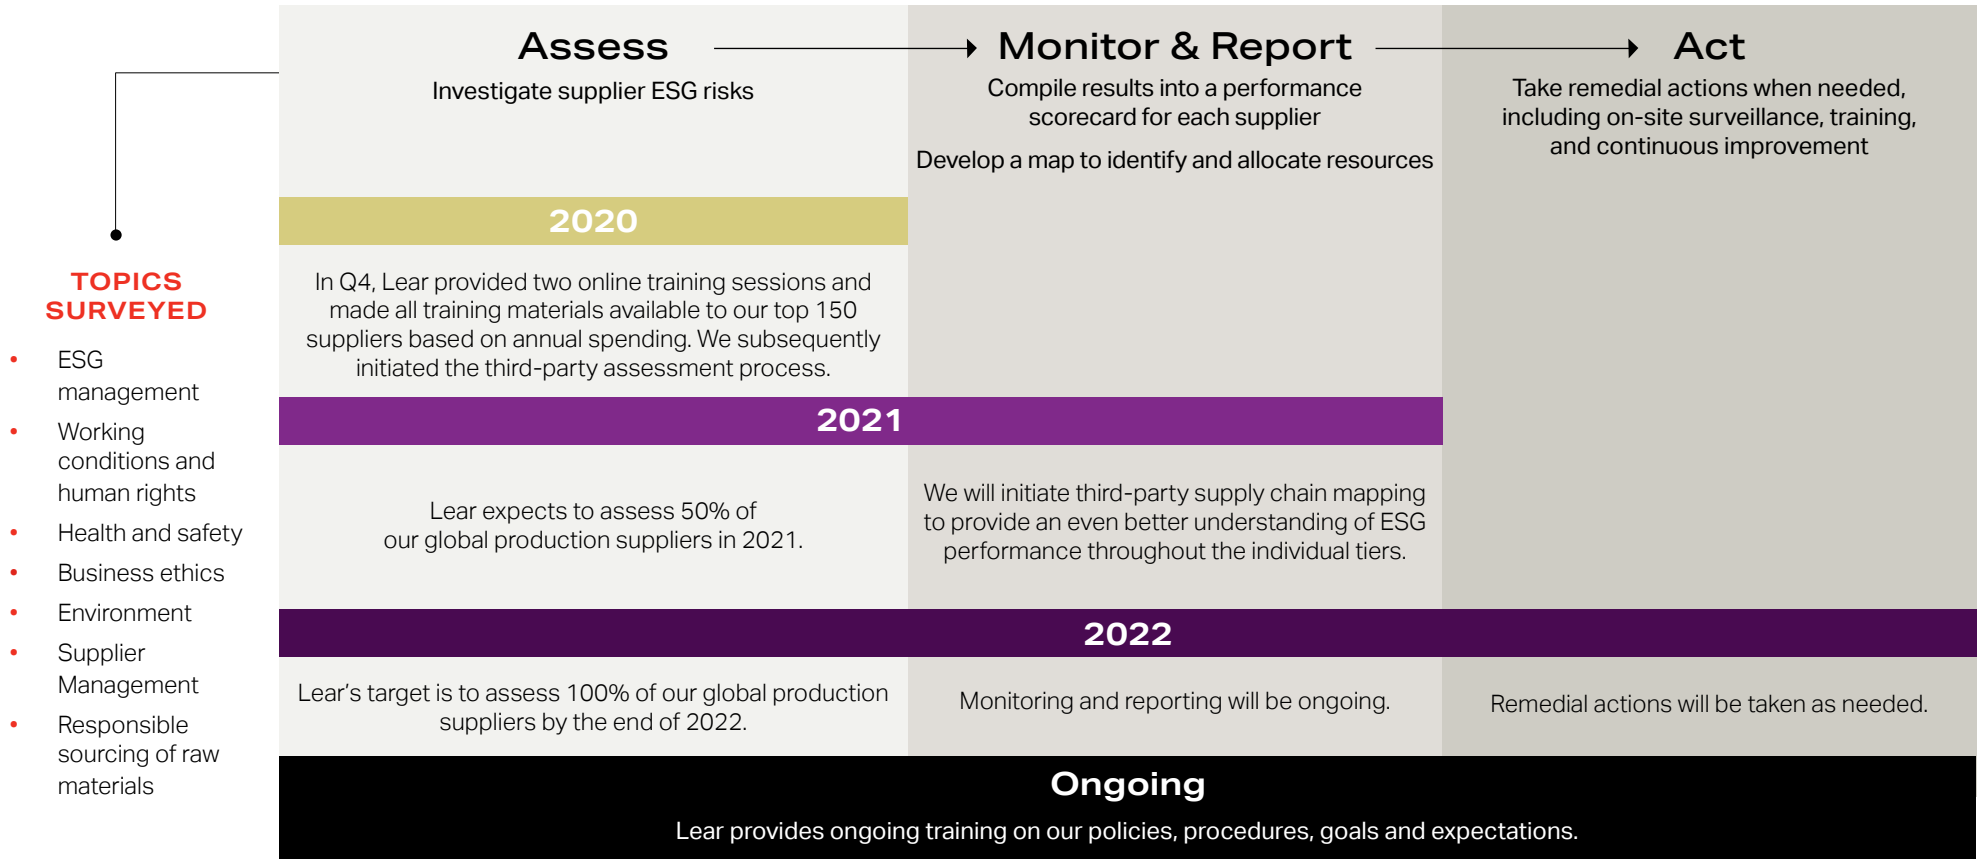 Assess
Investigate supplier ESG risks
Monitor & Report
Compile results into a performance
scorecard for each supplier
Develop a map to identify and allocate resources
Act
Take remedial actions when needed,
including on-site surveillance, training,
and continuous improvement
TOPICS
SURVEYED
• ESG
management
• Working
conditions and
human rights
• Health and safety
• Business ethics
• Environment
• Supplier
Management
• Responsible
sourcing of raw
materials
2020
In Q4, Lear provided two online training sessions and
made all training materials available to our top 150
suppliers based on annual spending. We subsequently
initiated the third-party assessment process.
2021
Lear expects to assess 50% of
our global production suppliers in 2021.
We will initiate third-party supply chain mapping
to provide an even better understanding of ESG
performance throughout the individual tiers.
2022
Lear’s target is to assess 100% of our global production
suppliers by the end of 2022.
Monitoring and reporting will be ongoing.
Remedial actions will be taken as needed.
Ongoing
Lear provides ongoing training on our policies, procedures, goals and expectations.